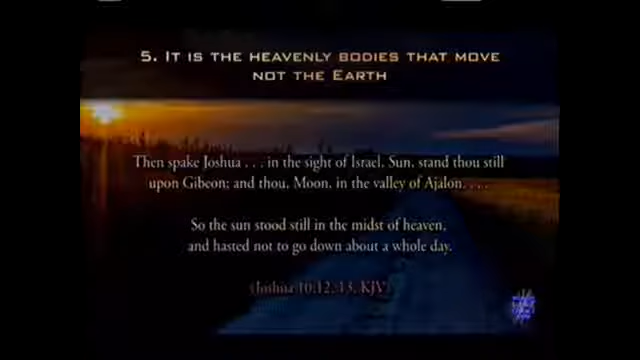 5. IT IS THE HEAVENLY BODIES THAT MOVE
NOT THE EARTH
Then spake Joshua . . . in the sight of Israel, Sun, stand thou still
upon Gibeon; and thou, Moon, in the valley of Ajalon. . . .
So the sun stood still in the midst of heaven,
and hasted not to go down about a whole day.
(Joshua 10:12, 13, KJV)